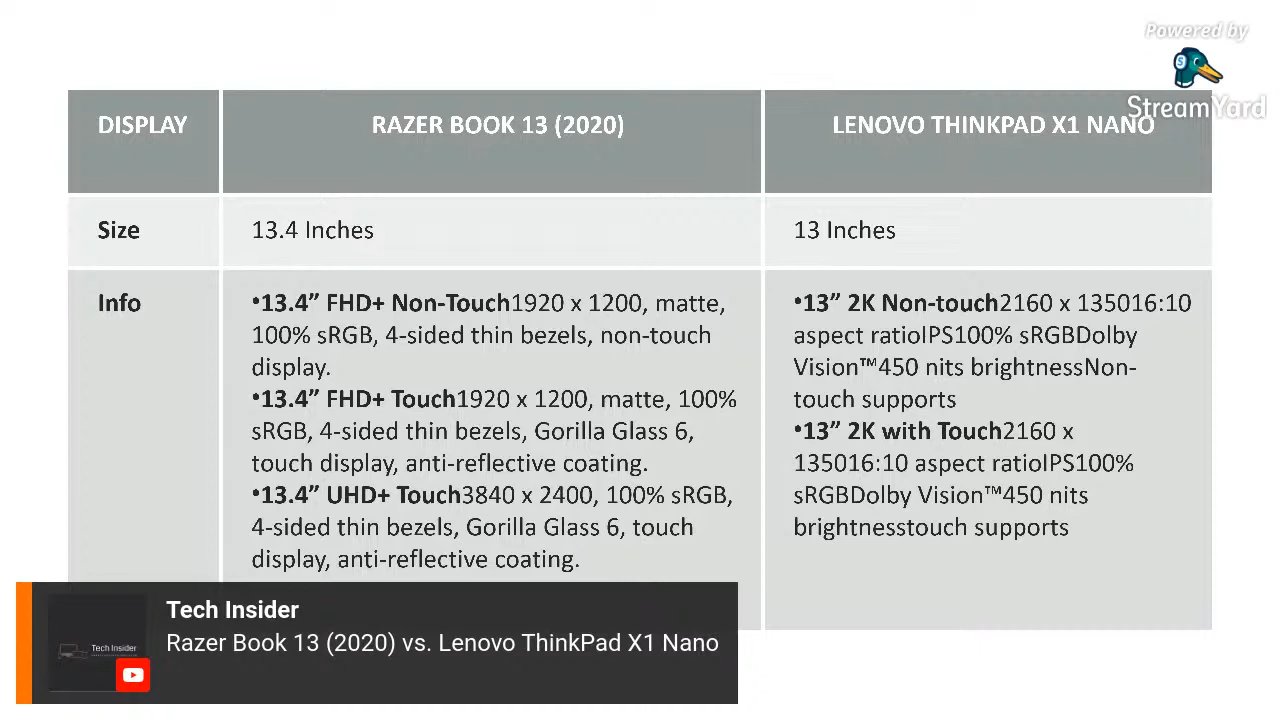 Powered by
StreamYard
DISPLAY
RAZER BOOK 13 (2020)
LENOVO THINKPAD X1 NANO
Size
13.4 Inches
13 Inches
Info
•13.4” FHD+ Non-Touch1920 x 1200, matte,
100% sRGB, 4-sided thin bezels, non-touch
display.
•13.4” FHD+ Touch1920 x 1200, matte, 100%
sRGB, 4-sided thin bezels, Gorilla Glass 6,
touch display, anti-reflective coating.
•13.4” UHD+ Touch3840 x 2400, 100% sRGB,
4-sided thin bezels, Gorilla Glass 6, touch
display, anti-reflective coating.
•13” 2K Non-touch2160 x 135016:10
aspect ratioIPS100% sRGBDolby
Vision™450 nits brightnessNon-
touch supports
•13” 2K with Touch2160 x
135016:10 aspect ratioIPS100%
sRGBDolby Vision™450 nits
brightnesstouch supports
Tech Insider
Tech Insider
Razer Book 13 (2020) vs. Lenovo ThinkPad X1 Nano